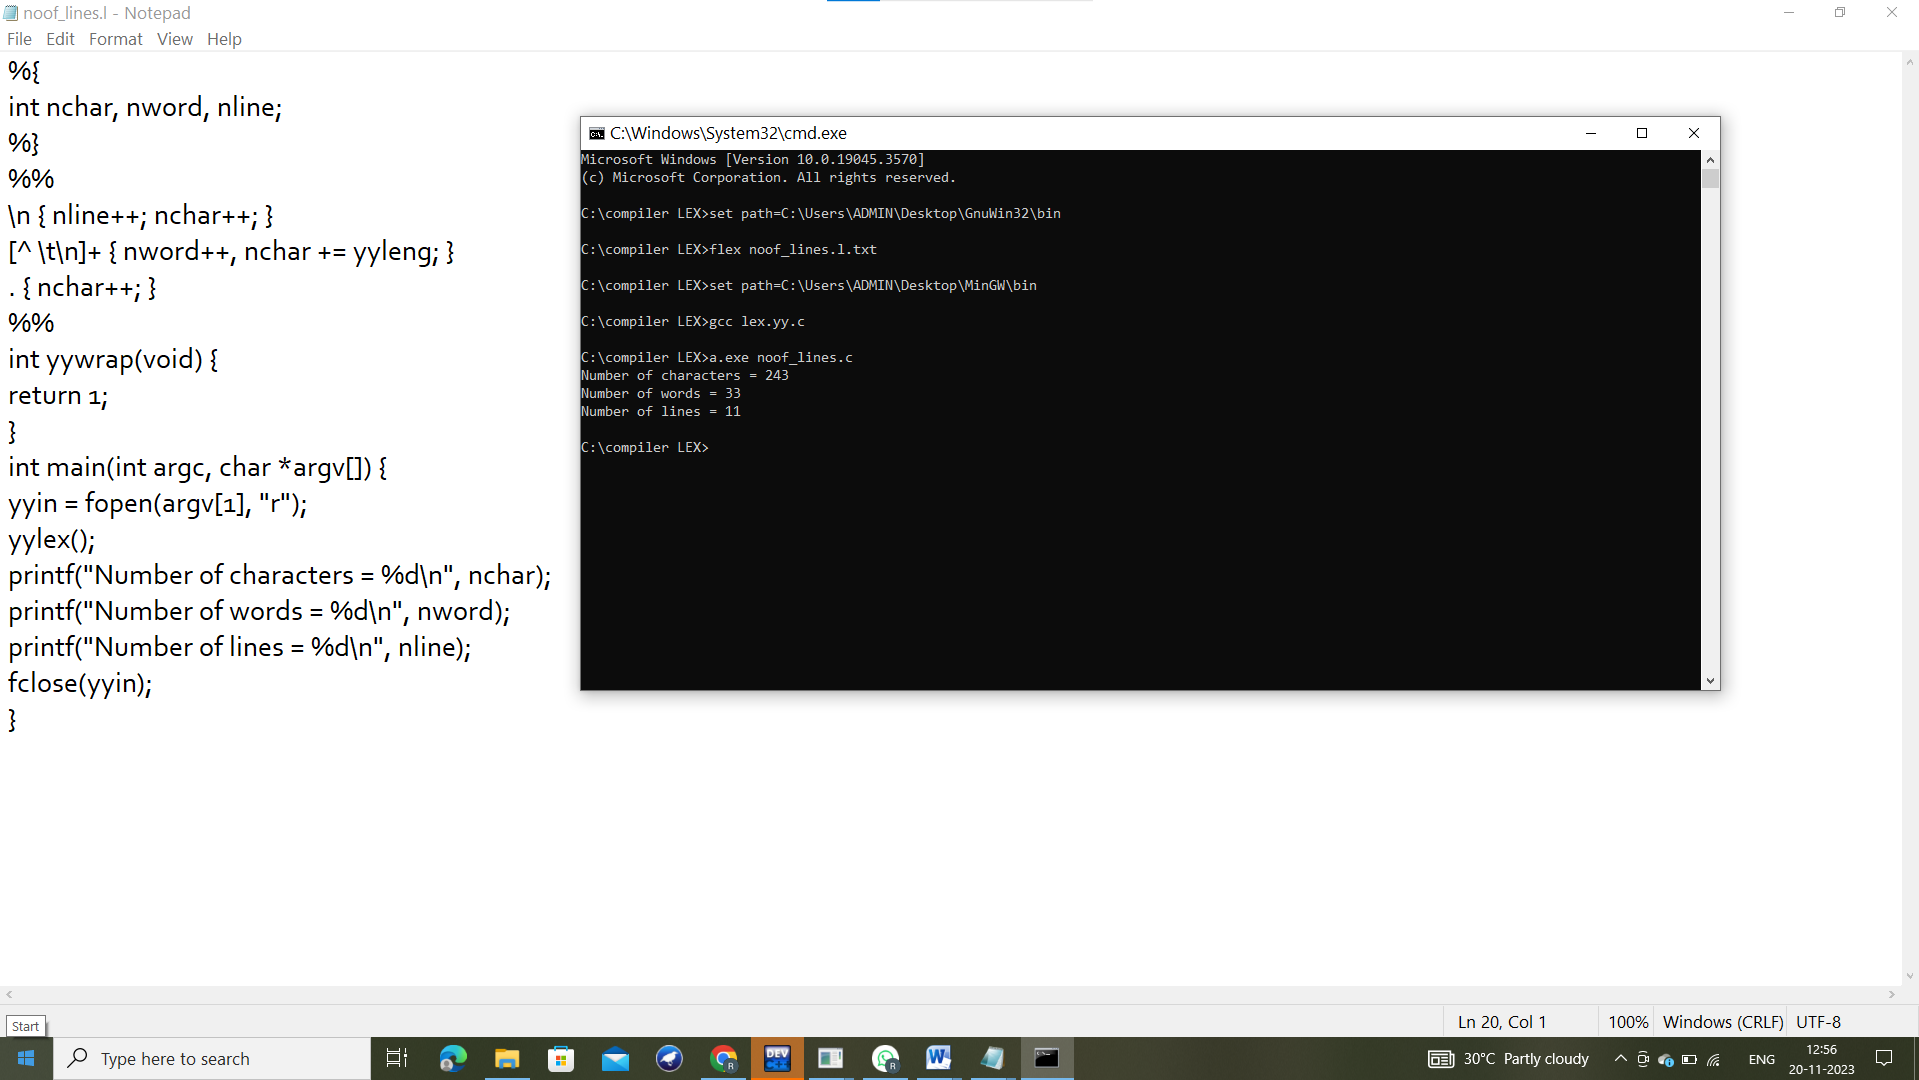 noof_lines.l - Notepad
File Edit Format View Help
%{
int nchar, nword, nline;
%}
%%
\n { nline++; nchar++; }
[^ \t\n]+ { nword++, nchar += yyleng; }
. { nchar++; }
%%
int yywrap(void) {
return 1;
}
int main(int argc, char *argv[]) {
yyin = fopen(argv[1], "r");
yylex();
printf("Number of characters = %d\n", nchar);
printf("Number of words = %d\n", nword);
printf("Number of lines = %d\n", nline);
fclose(yyin);
}
C:\Windows\System32\cmd.exe
Microsoft Windows [Version 10.0.19045.3570]
(c) Microsoft Corporation. All rights reserved.
C:\compiler LEX>set path=C:\Users\ADMIN\Desktop\GnuWin32\bin
C:\compiler LEX>flex noof_lines.l.txt
C:\compiler LEX>set path=C:\Users\ADMIN\Desktop\MinGW\bin
C:\compiler LEX>gcc lex.yy.c
C:\compiler LEX>a.exe noof_lines.c
Number of characters = 243
Number of words = 33
Number of lines = 11
C:\compiler LEX>
Ln 20, Col 1 100% Windows (CRLF) UTF-8
Start
Type here to search
DEV
R
R
W
30°C Partly cloudy
ENG
12:56
20-11-2023